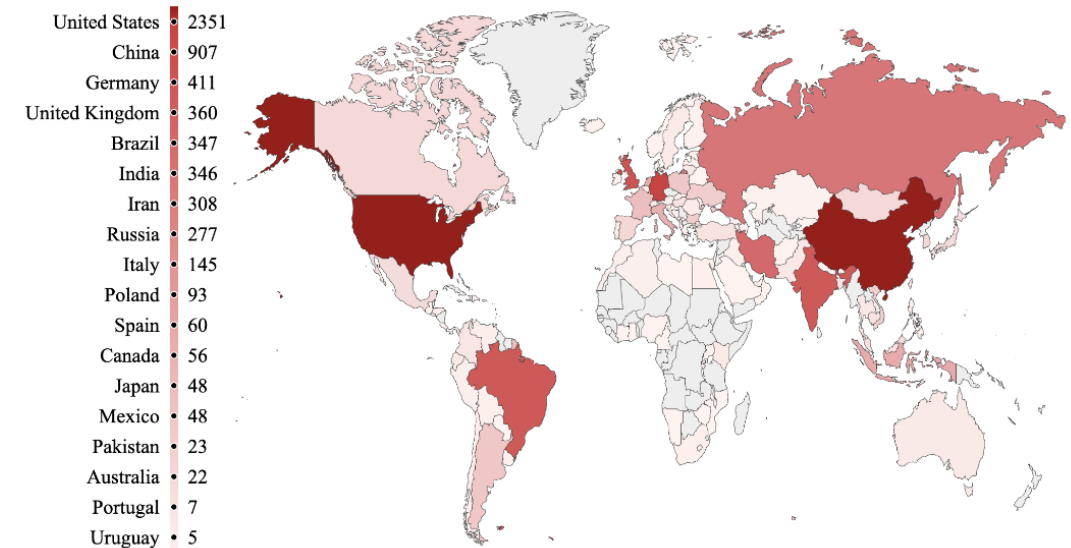 United States 2351
China 907
Germany 411
United Kingdom 360
Brazil 347
India 346
Iran 308
Russia 277
Italy 145
Poland 93
Spain 60
Canada 56
Japan 48
Mexico 48
Pakistan 23
Australia 22
Portugal 7
Uruguay 5